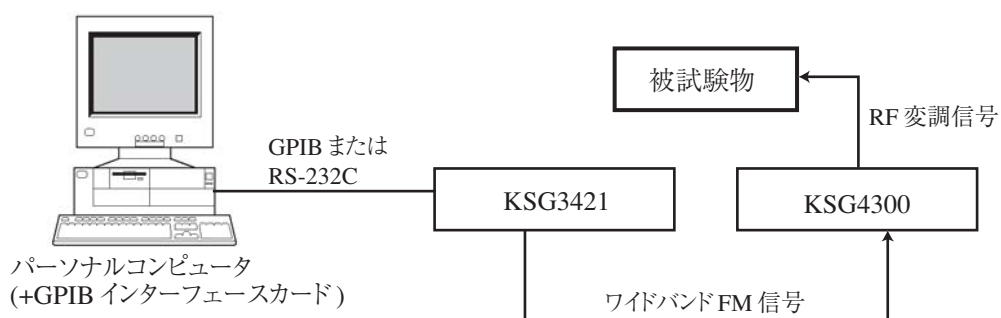 被試験物
RF 変調信号
GPIB または
RS-232C
KSG3421
KSG4300
パーソナルコンピュータ
(+GPIB インターフェースカード )
ワイドバンド FM 信号